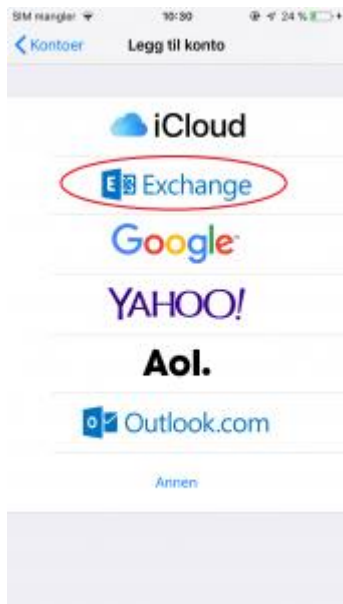 SIM mangler 10:30 24 %
Kontoer Legg til konto
iCloud
E Exchange
Google
YAHOO!
Aol.
o Outlook.com
Annen